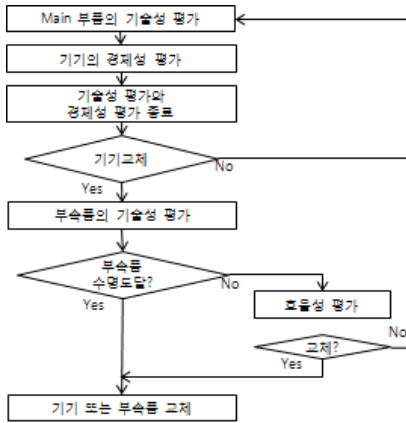 Main 부품의 기술성 평가
기기의 경제성 평가
기술성 평가와
경제성 평가 종료
기기교체
No
Yes
부속품의 기술성 평가
부속품
수명도달?
No
Yes
효율성 평가
교체?
No
Yes
기기 또는 부속품 교체